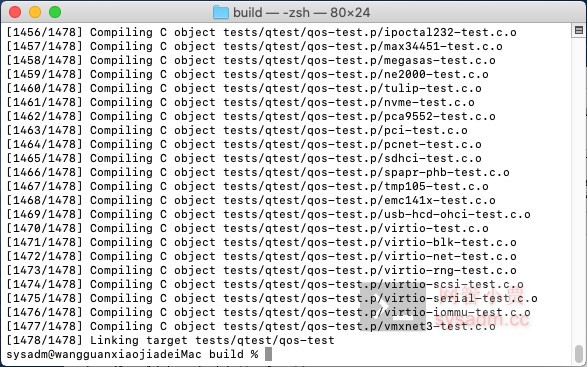 build — -zsh — 80×24
[1456/1478] Compiling C object tests/qtest/qos-test.p/ipoctal232-test.c.o
[1457/1478] Compiling C object tests/qtest/qos-test.p/max34451-test.c.o
[1458/1478] Compiling C object tests/qtest/qos-test.p/megasas-test.c.o
[1459/1478] Compiling C object tests/qtest/qos-test.p/ne2000-test.c.o
[1460/1478] Compiling C object tests/qtest/qos-test.p/tulip-test.c.o
[1461/1478] Compiling C object tests/qtest/qos-test.p/nvme-test.c.o
[1462/1478] Compiling C object tests/qtest/qos-test.p/pca9552-test.c.o
[1463/1478] Compiling C object tests/qtest/qos-test.p/pci-test.c.o
[1464/1478] Compiling C object tests/qtest/qos-test.p/pcnet-test.c.o
[1465/1478] Compiling C object tests/qtest/qos-test.p/sdhci-test.c.o
[1466/1478] Compiling C object tests/qtest/qos-test.p/spapr-phb-test.c.o
[1467/1478] Compiling C object tests/qtest/qos-test.p/tmp105-test.c.o
[1468/1478] Compiling C object tests/qtest/qos-test.p/emc141x-test.c.o
[1469/1478] Compiling C object tests/qtest/qos-test.p/usb-hcd-ohci-test.c.o
[1470/1478] Compiling C object tests/qtest/qos-test.p/virtio-test.c.o
[1471/1478] Compiling C object tests/qtest/qos-test.p/virtio-blk-test.c.o
[1472/1478] Compiling C object tests/qtest/qos-test.p/virtio-net-test.c.o
[1473/1478] Compiling C object tests/qtest/qos-test.p/virtio-rng-test.c.o
[1474/1478] Compiling C object tests/qtest/qos-test.p/virtio-scsi-test.c.o
[1475/1478] Compiling C object tests/qtest/qos-test.p/virtio-serial-test.c.o
[1476/1478] Compiling C object tests/qtest/qos-test.p/virtio-iommu-test.c.o
[1477/1478] Compiling C object tests/qtest/qos-test.p/vmxnet3-test.c.o
[1478/1478] Linking target tests/qtest/qos-test
sysadm@wangguanxiaojiadeiMac build %
sysadm.cc